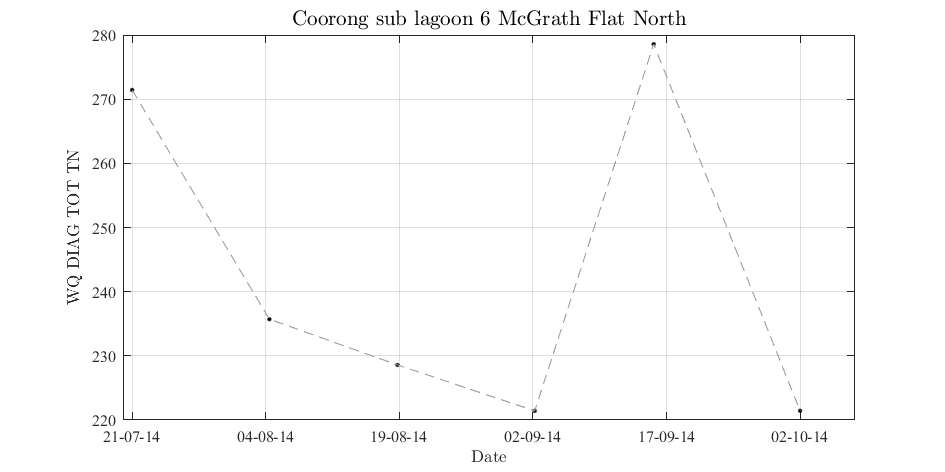 Coorong sub lagoon 6 McGrath Flat North
280
270
260
250
240
230
220
WQ DIAG TOT TN
21-07-14 04-08-14 19-08-14 02-09-14 17-09-14 02-10-14
Date